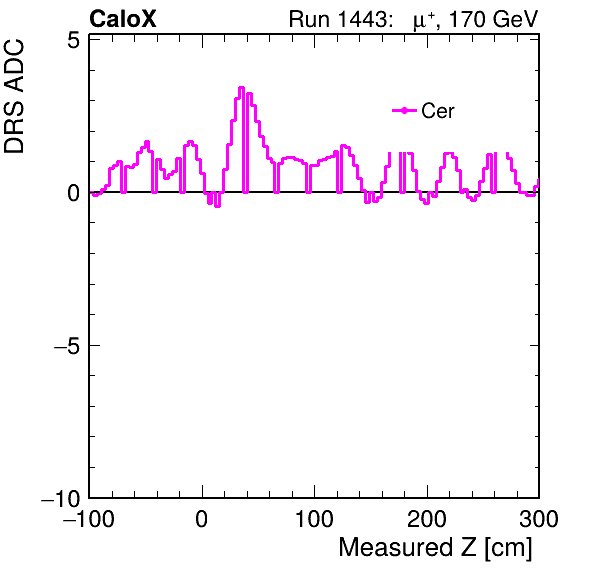 CaloX Run 1443: μ⁺, 170 GeV
DRS ADC
5
0
−5
−10
Cer
−100 0 100 200 300
Measured Z [cm]